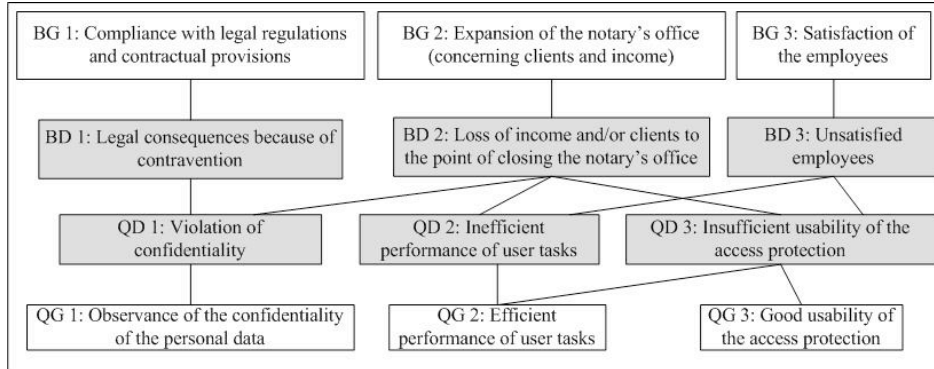 BG 1: Compliance with legal regulations
and contractual provisions
BG 2: Expansion of the notary's office
(concerning clients and income)
BG 3: Satisfaction of
the employees
BD 1: Legal consequences because of
contravention
BD 2: Loss of income and/or clients to
the point of closing the notary's office
BD 3: Unsatisfied
employees
QD 1: Violation of
confidentiality
QD 2: Inefficient
performance of user tasks
QD 3: Insufficient usability of the
access protection
QG 1: Observance of the confidentiality
of the personal data
QG 2: Efficient
performance of user tasks
QG 3: Good usability of
the access protection